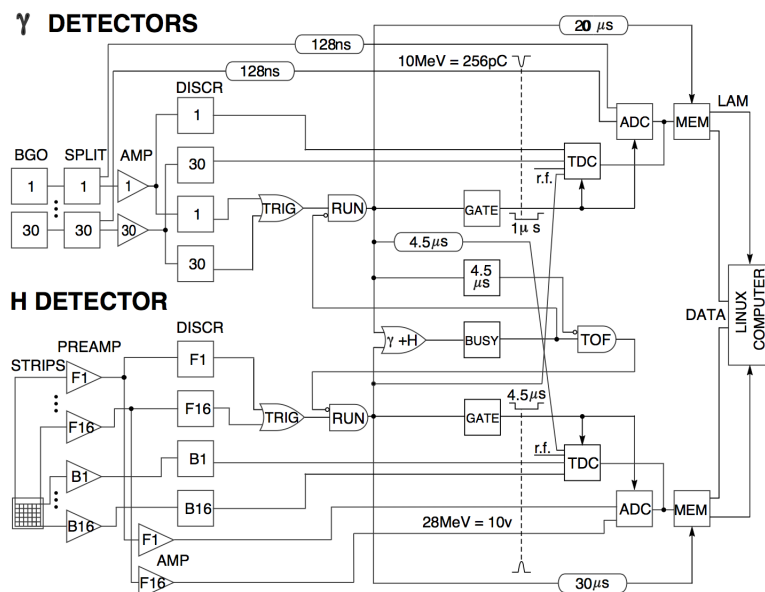 γ DETECTORS
20 µs
128ns
10MeV = 256pC
128ns
DISCR
LAM
1
ADC
MEM
BGO SPLIT AMP
30
TDC
1 1 1
r.f.
1
TRIG
RUN
GATE
30 30 30
1µ s
4.5µs
30
4.5
µs
H DETECTOR
DATA
LINUX
COMPUTER
DISCR
γ +H
BUSY
TOF
PREAMP
STRIPS
F1
F1
4.5µs
F16
F16
TRIG
RUN
GATE
r.f.
B1
B1
TDC
B16
B16
ADC
MEM
28MeV = 10v
F1
AMP
F16
30µs